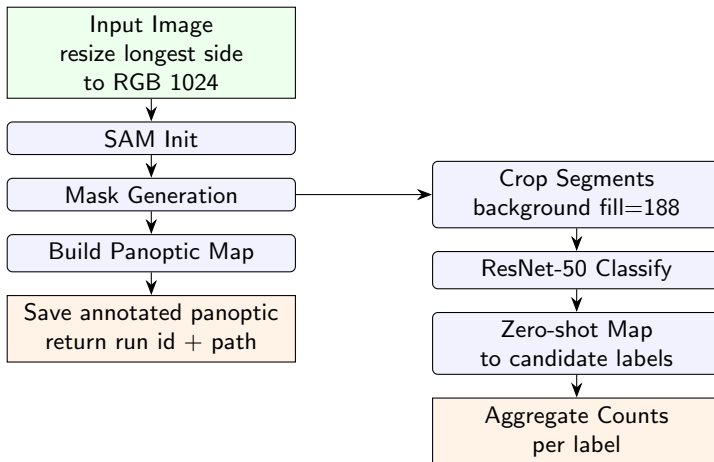 Input Image
resize longest side
to RGB 1024
SAM Init
Mask Generation
Build Panoptic Map
Save annotated panoptic
return run id + path
Crop Segments
background fill=188
ResNet-50 Classify
Zero-shot Map
to candidate labels
Aggregate Counts
per label